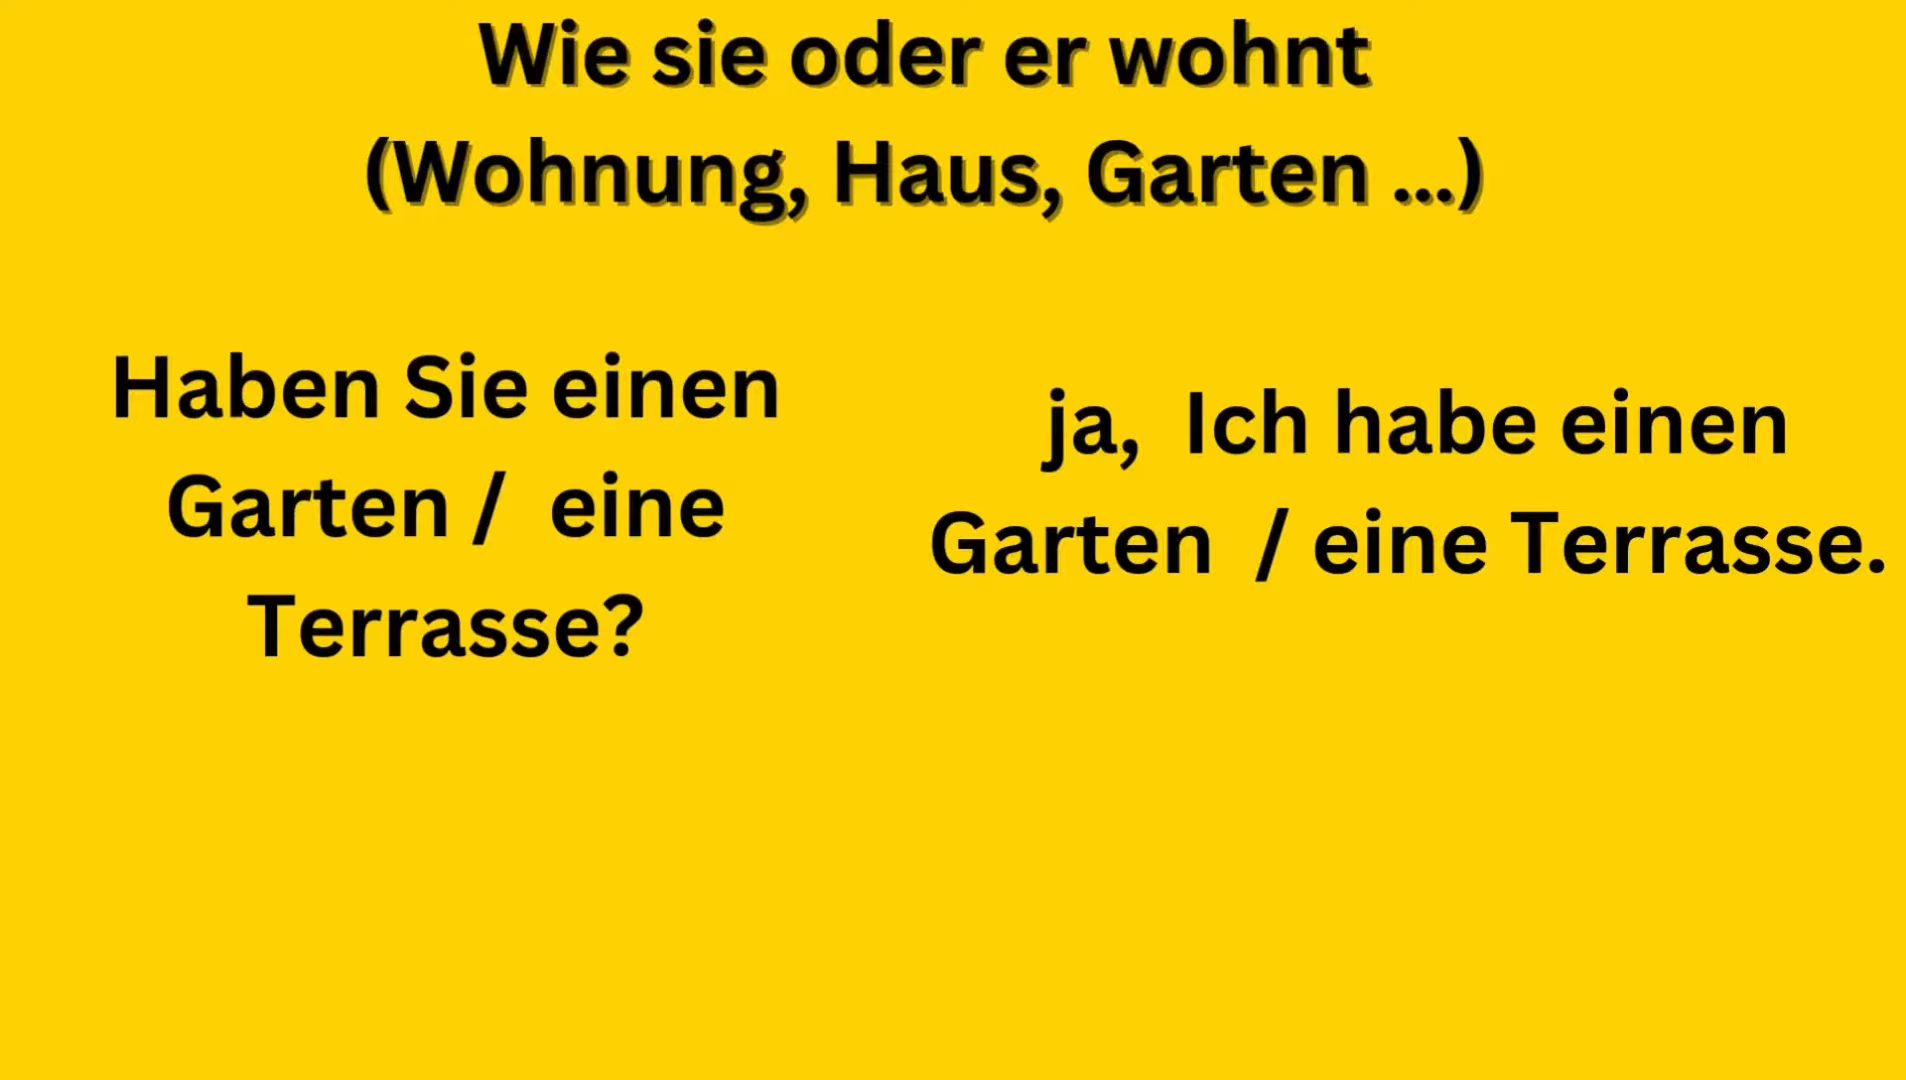 Wie sie oder er wohnt
(Wohnung, Haus, Garten ...)
Haben Sie einen
Garten / eine
Terrasse?
ja, Ich habe einen
Garten / eine Terrasse.